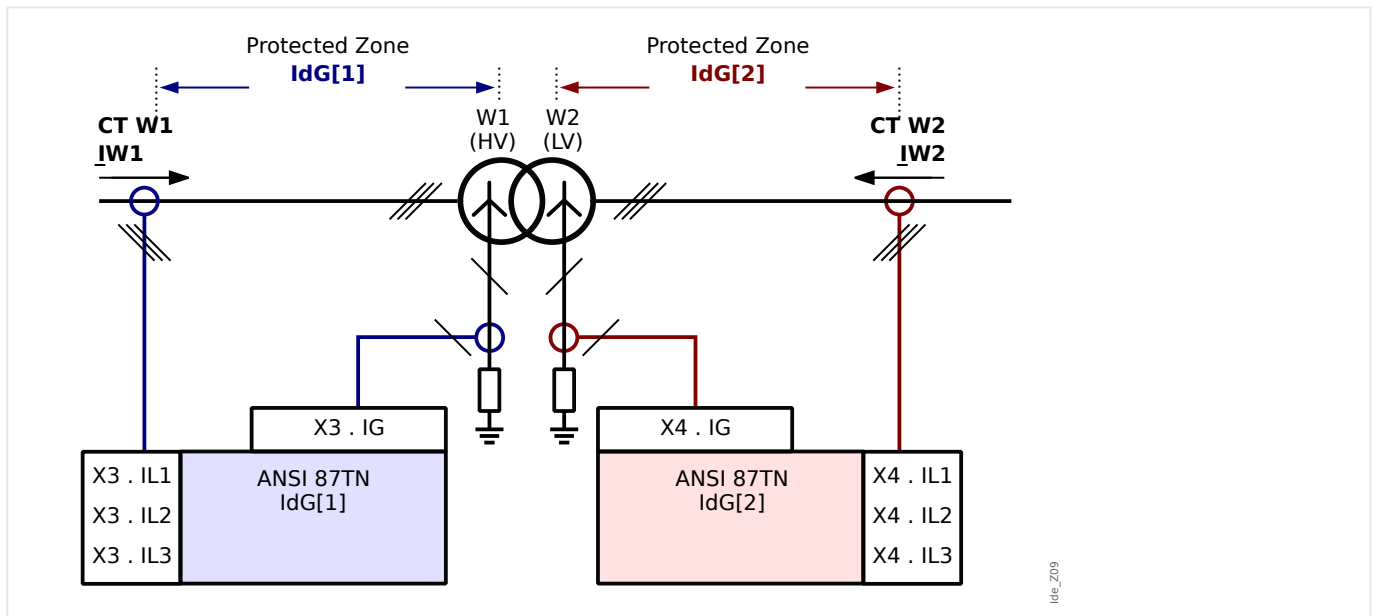 Protected Zone
IdG[1]
Protected Zone
IdG[2]
CT W1
IW1
W1
(HV)
W2
(LV)
CT W2
IW2
X3 . IG
X4 . IG
X3 . IL1
X3 . IL2
X3 . IL3
ANSI 87TN
IdG[1]
ANSI 87TN
IdG[2]
X4 . IL1
X4 . IL2
X4 . IL3
Ide_Z09